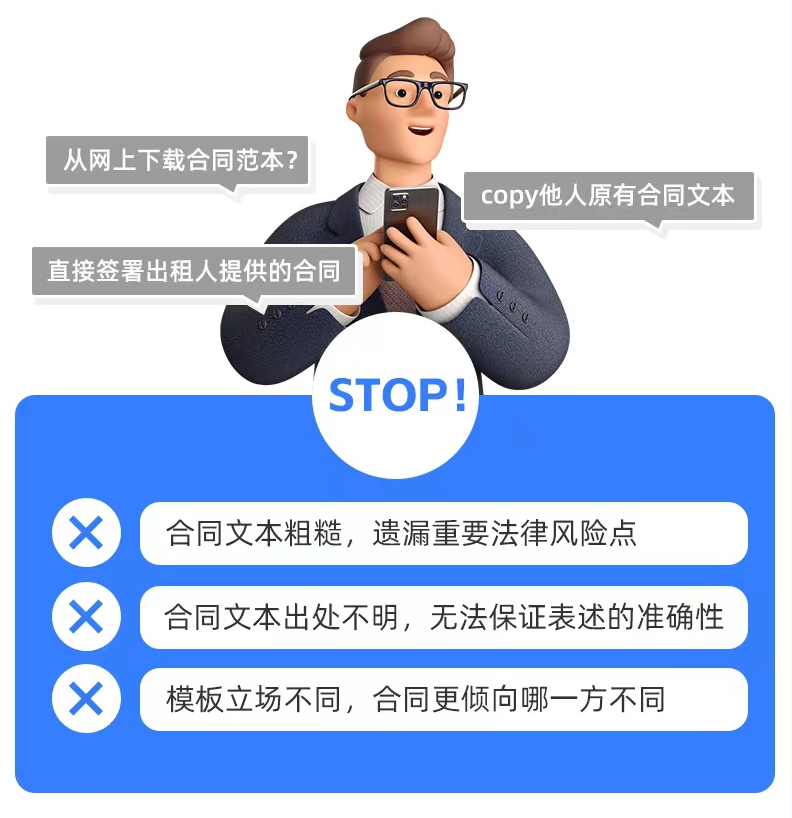 从网上下载合同范本？
copy他人原有合同文本
直接签署出租人提供的合同
STOP!
合同文本粗糙，遗漏重要法律风险点
合同文本出处不明，无法保证表述的准确性
模板立场不同，合同更倾向哪一方不同